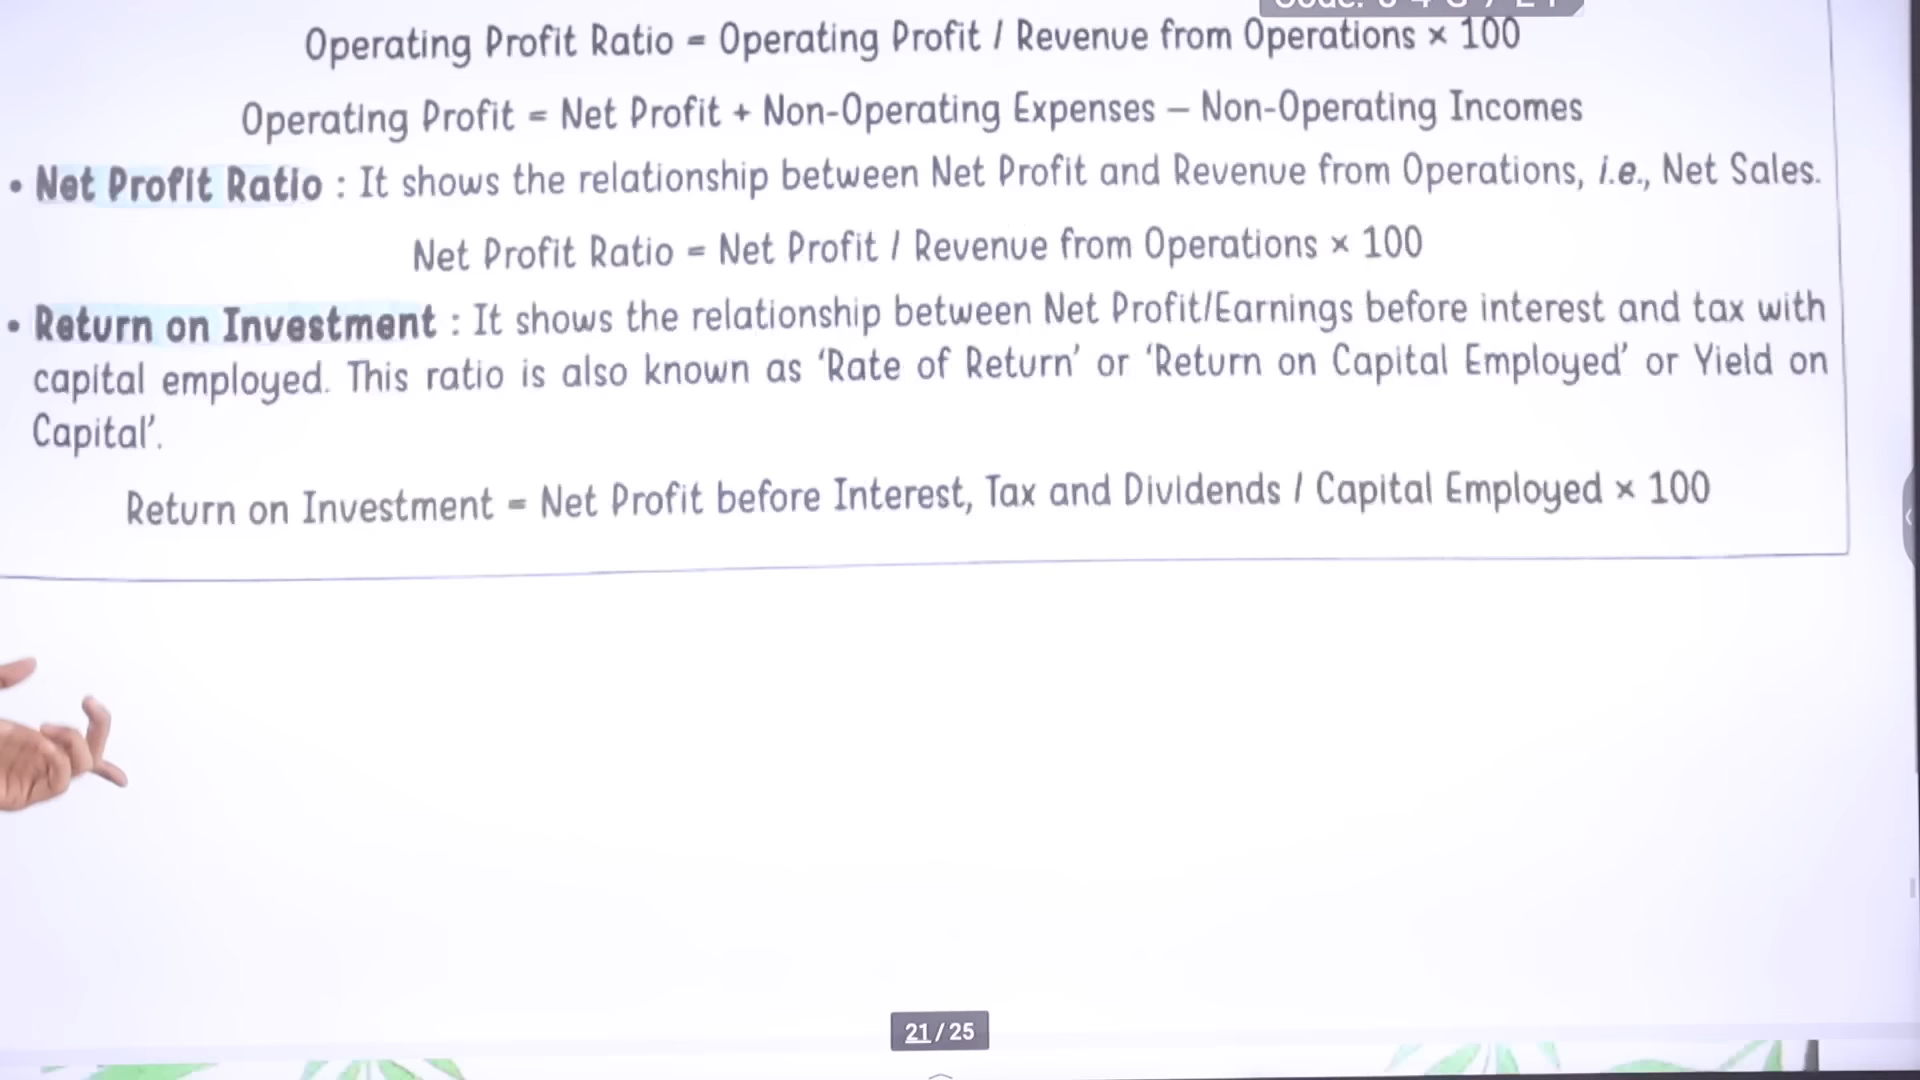 Operating Profit Ratio = Operating Profit / Revenue from Operations × 100
Operating Profit = Net Profit + Non-Operating Expenses – Non-Operating Incomes
• Net Profit Ratio : It shows the relationship between Net Profit and Revenue from Operations, i.e., Net Sales.
Net Profit Ratio = Net Profit / Revenue from Operations × 100
• Return on Investment : It shows the relationship between Net Profit/Earnings before interest and tax with
capital employed. This ratio is also known as ‘Rate of Return’ or ‘Return on Capital Employed’ or Yield on
Capital’.
Return on Investment = Net Profit before Interest, Tax and Dividends / Capital Employed × 100
21 / 25